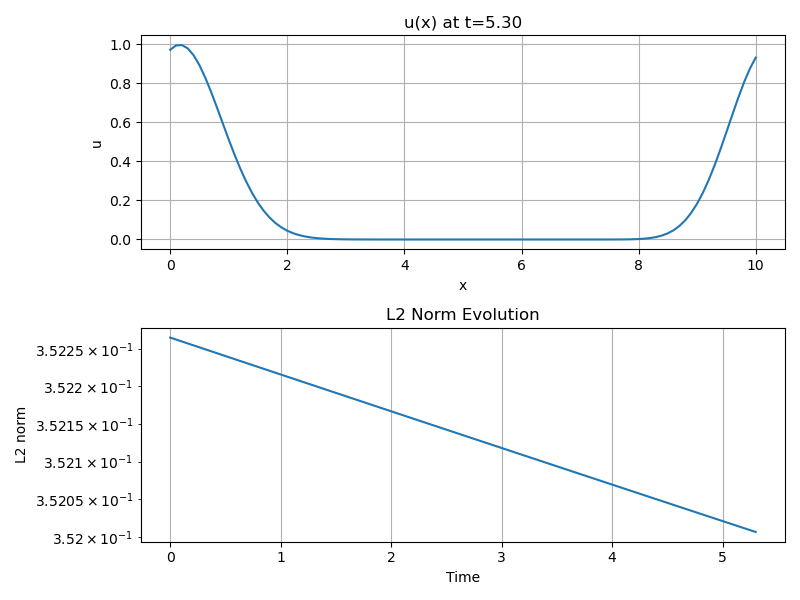 u(x) at t=5.30
1.0
0.8
0.6
0.4
0.2
0.0
u
0 2 4 6 8 10
x
L2 Norm Evolution
3.5225 × 10⁻¹
3.522 × 10⁻¹
3.5215 × 10⁻¹
3.521 × 10⁻¹
3.5205 × 10⁻¹
3.52 × 10⁻¹
L2 norm
0 1 2 3 4 5
Time